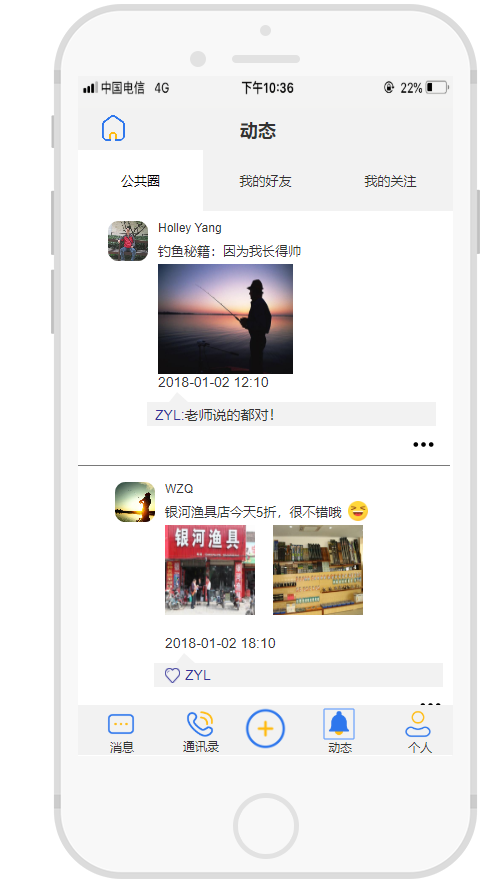 中国电信 4G 下午10:36 22%
动态
公共圈 我的好友 我的关注
Holley Yang
钓鱼秘籍：因为我长得帅
2018-01-02 12:10
ZYL:老师说的都对！
WZQ
银河渔具店今天5折，很不错哦
银河渔具
2018-01-02 18:10
ZYL
消息 通讯录 动态 个人